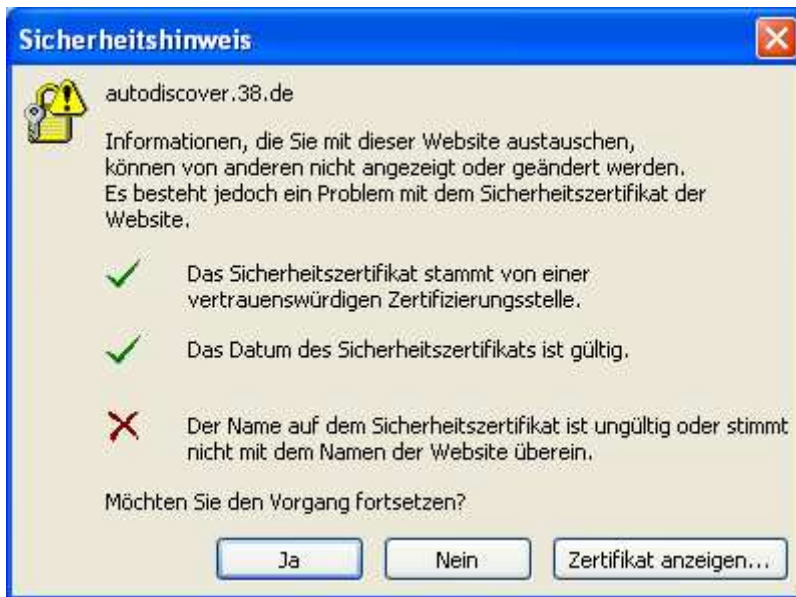 Sicherheitshinweis
autodiscover.38.de
Informationen, die Sie mit dieser Website austauschen,
können von anderen nicht angezeigt oder geändert werden.
Es besteht jedoch ein Problem mit dem Sicherheitszertifikat der
Website.
Das Sicherheitszertifikat stammt von einer
vertrauenswürdigen Zertifizierungsstelle.
Das Datum des Sicherheitszertifikats ist gültig.
Der Name auf dem Sicherheitszertifikat ist ungültig oder stimmt
nicht mit dem Namen der Website überein.
Möchten Sie den Vorgang fortsetzen?
Ja Nein Zertifikat anzeigen...